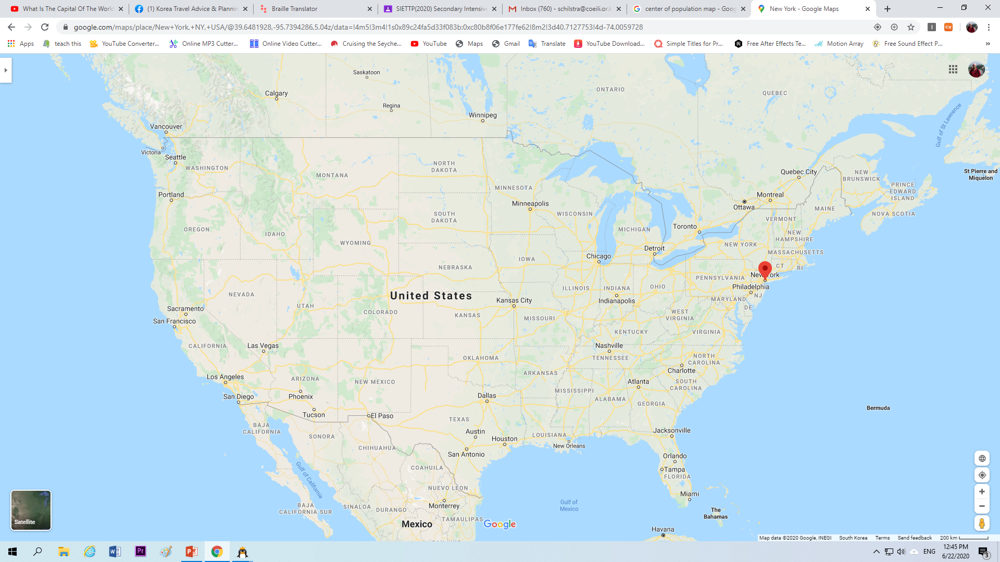 What Is The Capital Of The World
(1) Korea Travel Advice & Plannin
Braille Translator
SIETTP(2020) Secondary Intensive
Inbox (760) - schilstra@coeili.or.k
center of population map - Goog
New York - Google Maps
google.com/maps/place/New+York,+NY,+USA/@39.6481928,-95.7394286,5.04z/data=!4m5!3m4!1s0x89c24fa5d33f083b:0xc80b8f06e177fe62!8m2!3d40.7127753!4d-74.0059728
Apps
teach this
YouTube Converter...
Online MP3 Cutter...
Online Video Cutter...
Cruising the Seyche...
YouTube
Maps
Gmail
Translate
YouTube Download...
Simple Titles for Pr...
Free After Effects Te...
Motion Array
Free Sound Effect P...
Saskatoon
Calgary
ONTARIO
QUEBEC
Regina
Winnipeg
Vancouver
Gulf of St Lawrence
Victoria
Seattle
WASHINGTON
MONTANA
NORTH
DAKOTA
Quebec City
NEW
BRUNSWICK
St Pierre and
Miquelon
PRINCE
EDWARD
ISLAND
MINNESOTA
Portland
Minneapolis
Montreal
Ottawa
MAINE
NOVA SCOTIA
SOUTH
DAKOTA
WISCONSIN
VERMONT
OREGON
IDAHO
MICHIGAN
Toronto
NEW
HAMPSHIRE
WYOMING
NEW YORK
Detroit
MASSACHUSETTS
Chicago
IOWA
CT
RI
NEBRASKA
New York
PENNSYLVANIA
Philadelphia
ILLINOIS
INDIANA
OHIO
NEVADA
United States
Kansas City
Indianapolis
MARYLAND
NJ
DE
UTAH
COLORADO
KANSAS
MISSOURI
WEST
VIRGINIA
Sacramento
San Francisco
KENTUCKY
VIRGINIA
CALIFORNIA
Las Vegas
Nashville
TENNESSEE
OKLAHOMA
NORTH
CAROLINA
Charlotte
ARKANSAS
Los Angeles
ARIZONA
NEW MEXICO
Atlanta
SOUTH
CAROLINA
MISSISSIPPI
San Diego
Phoenix
Dallas
ALABAMA
GEORGIA
Bermuda
Tucson
El Paso
TEXAS
BAJA
CALIFORNIA
SONORA
Austin
Jacksonville
LOUISIANA
Houston
New Orleans
CHIHUAHUA
San Antonio
Orlando
COAHUILA
Tampa
FLORIDA
Gulf of California
NUEVO LEON
Miami
Gulf of
Mexico
BAJA
CALIFORNIA SUR
SINALOA
DURANGO
Monterrey
The
Bahamas
TAMAULIPAS
Mexico
Google
Havana
Satellite
Map data ©2020 Google, INEGI
South Korea
Terms
Send feedback
200 km
ENG
12:45 PM
6/22/2020
3